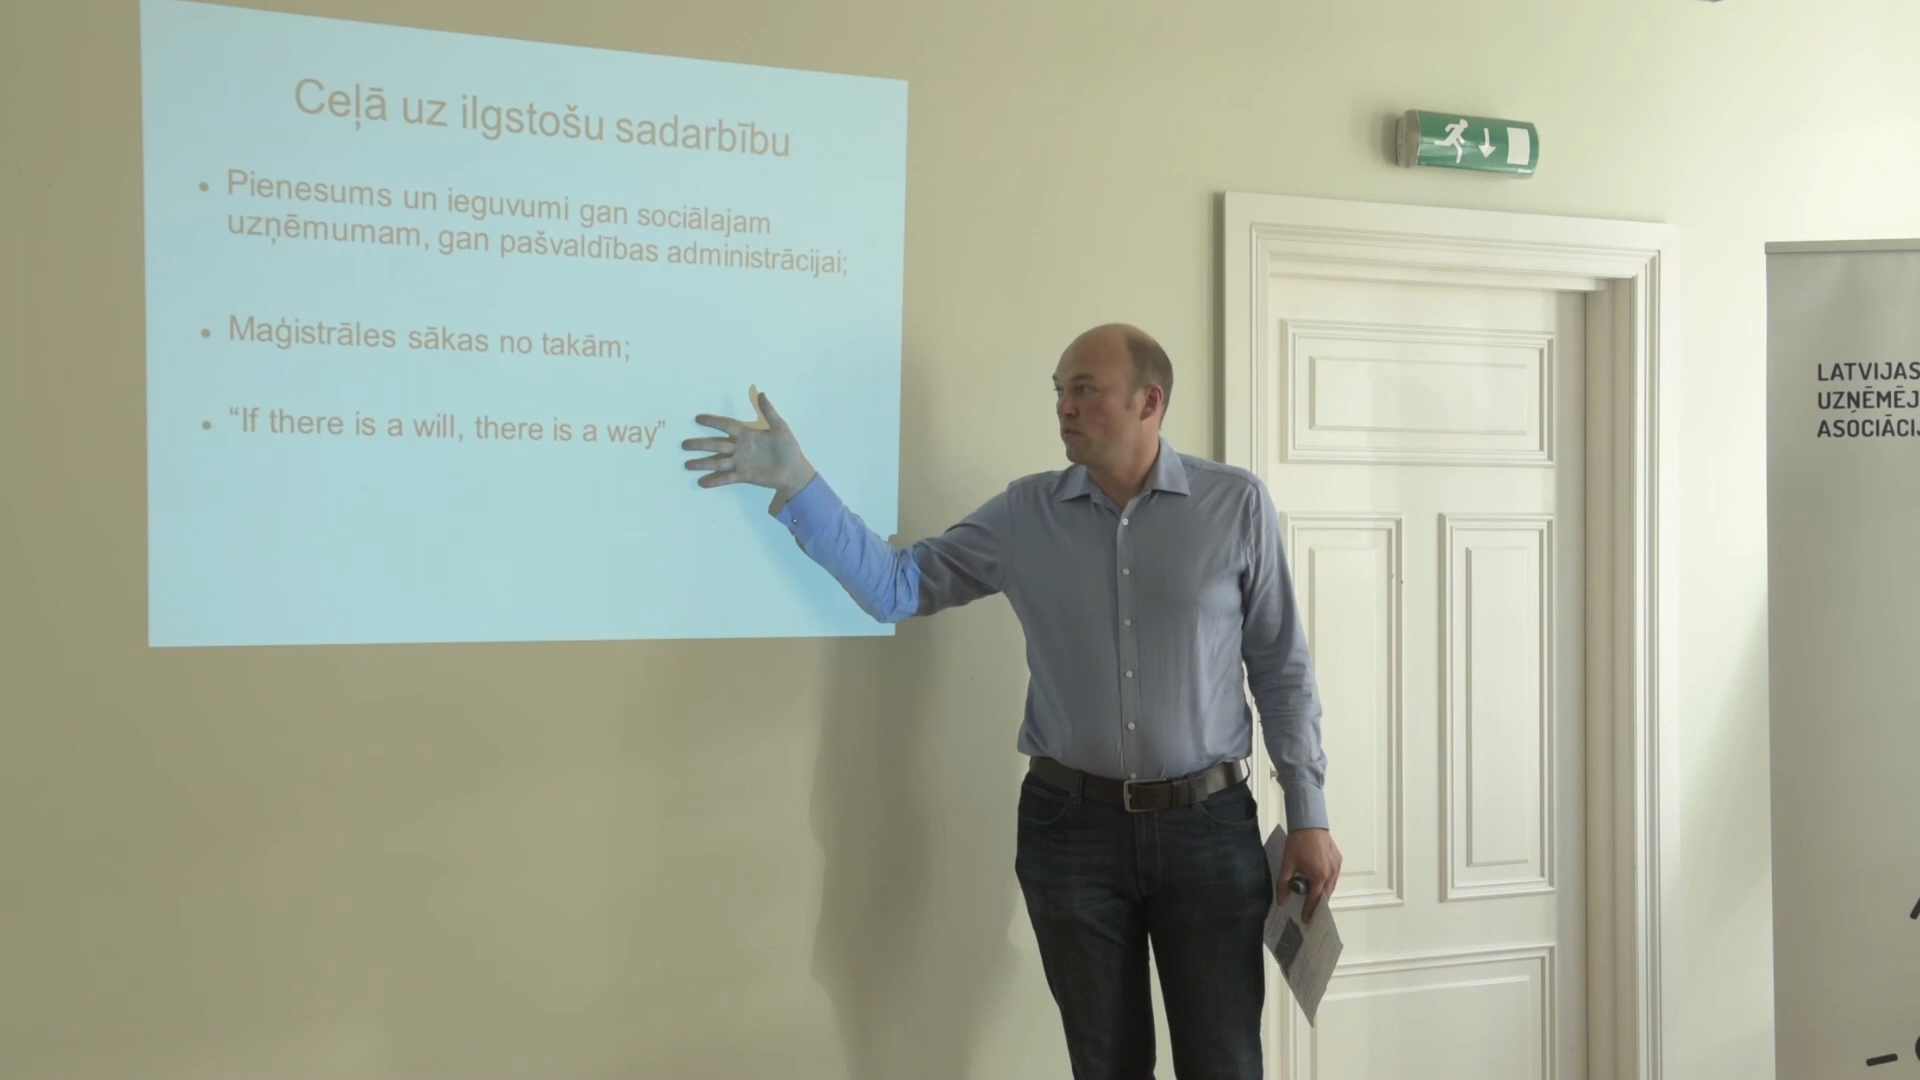 Ceļā uz ilgstošu sadarbību
• Pienesums un ieguvumi gan sociālajam
uzņēmumam, gan pašvaldības administrācijai;
• Maģistrāles sākas no takām;
• “If there is a will, there is a way”
LATVIJAS
UZŅĒMĒJ
ASOCIĀCIJ